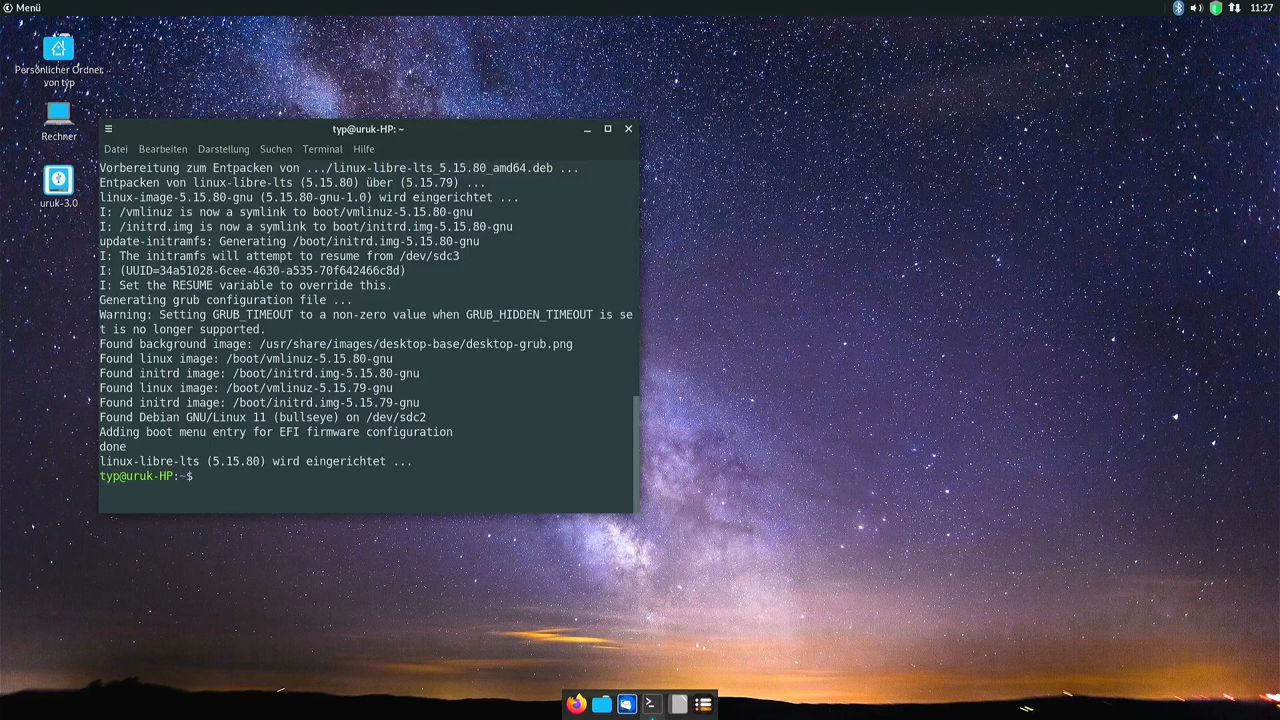 Menü
11:27
Persönlicher Ordner
von typ
Rechner
uruk-3.0
typ@uruk-HP: ~
Datei Bearbeiten Darstellung Suchen Terminal Hilfe
Vorbereitung zum Entpacken von .../linux-libre-lts_5.15.80_amd64.deb ...
Entpacken von linux-libre-lts (5.15.80) über (5.15.79) ...
linux-image-5.15.80-gnu (5.15.80-gnu-1.0) wird eingerichtet ...
I: /vmlinuz is now a symlink to boot/vmlinuz-5.15.80-gnu
I: /initrd.img is now a symlink to boot/initrd.img-5.15.80-gnu
update-initramfs: Generating /boot/initrd.img-5.15.80-gnu
I: The initramfs will attempt to resume from /dev/sdc3
I: (UUID=34a51028-6cee-4630-a535-70f642466c8d)
I: Set the RESUME variable to override this.
Generating grub configuration file ...
Warning: Setting GRUB_TIMEOUT to a non-zero value when GRUB_HIDDEN_TIMEOUT is se
t is no longer supported.
Found background image: /usr/share/images/desktop-base/desktop-grub.png
Found linux image: /boot/vmlinuz-5.15.80-gnu
Found initrd image: /boot/initrd.img-5.15.80-gnu
Found linux image: /boot/vmlinuz-5.15.79-gnu
Found initrd image: /boot/initrd.img-5.15.79-gnu
Found Debian GNU/Linux 11 (bullseye) on /dev/sdc2
Adding boot menu entry for EFI firmware configuration
done
linux-libre-lts (5.15.80) wird eingerichtet ...
typ@uruk-HP:~$